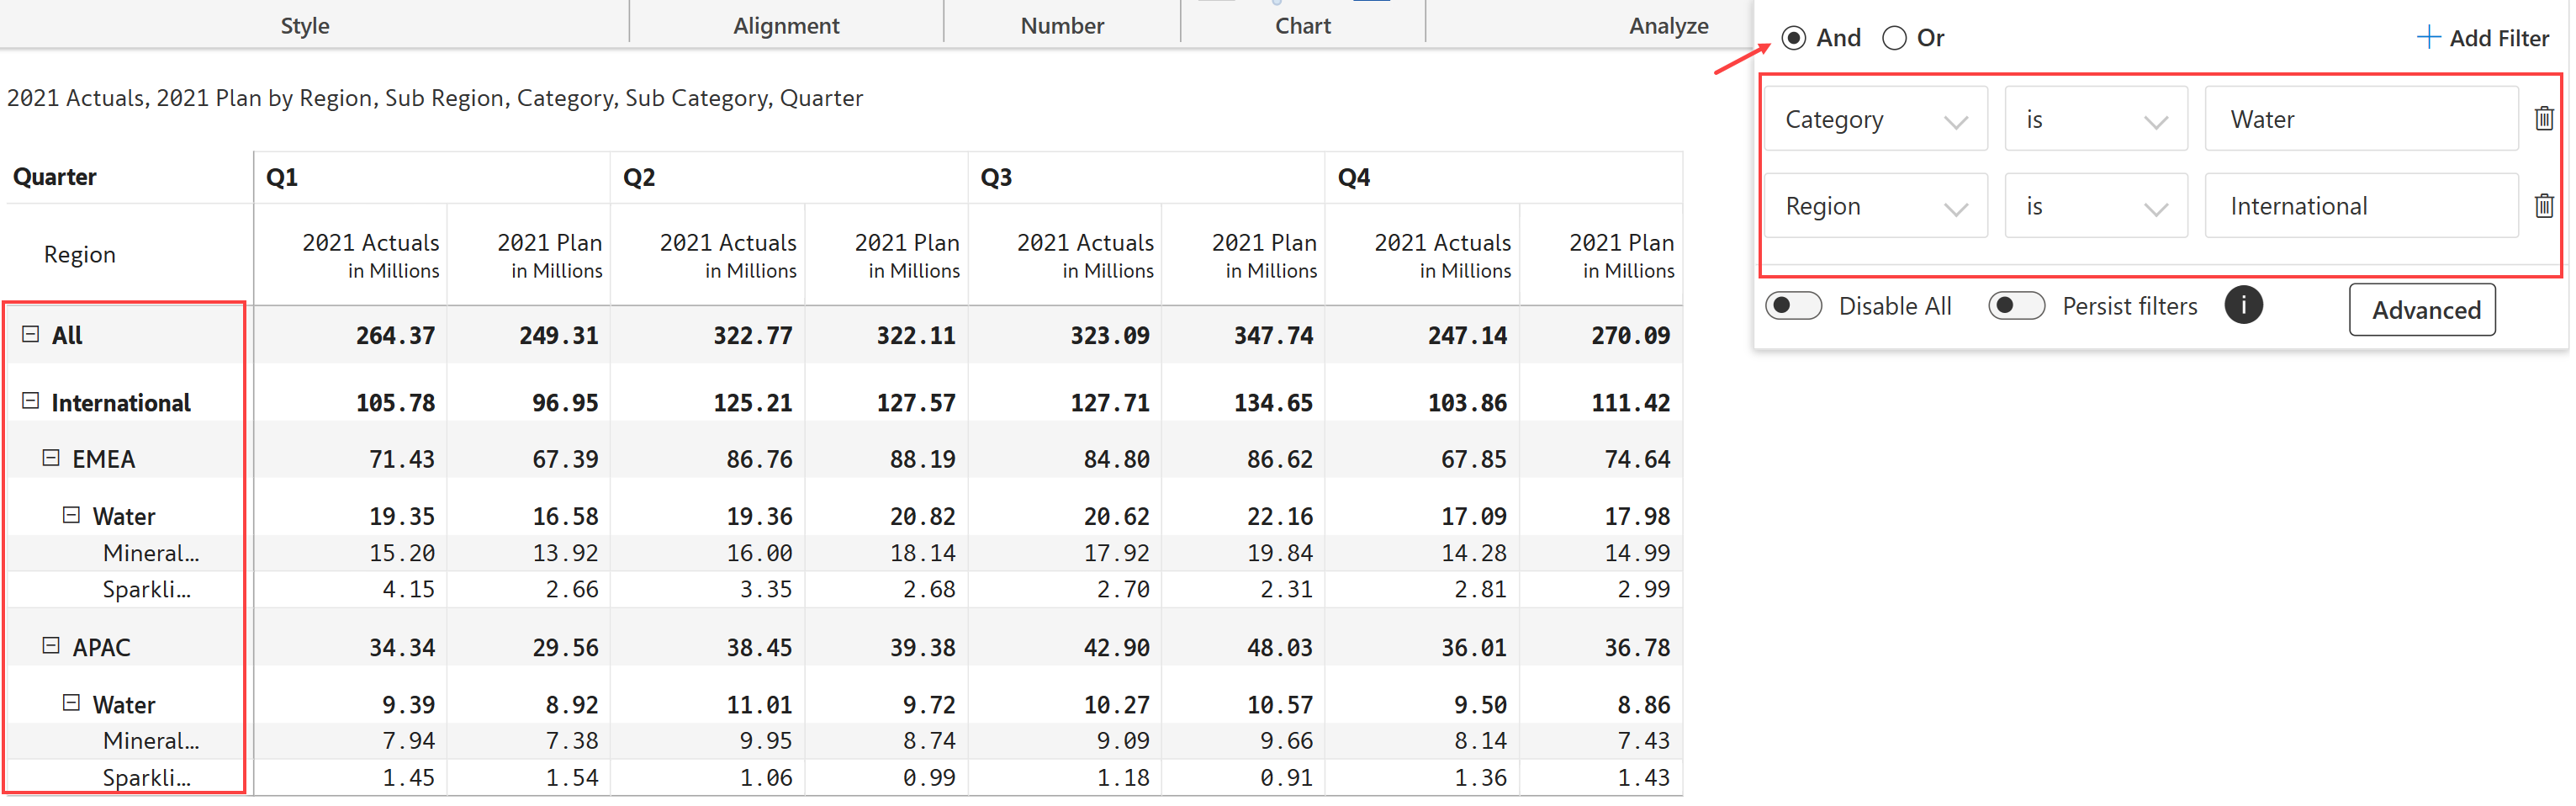 Style Alignment Number Chart Analyze
And Or Add Filter
2021 Actuals, 2021 Plan by Region, Sub Region, Category, Sub Category, Quarter
Category is Water
Region is International
Disable All Persist filters i Advanced
Quarter Q1 Q2 Q3 Q4
Region 2021 Actuals 2021 Plan 2021 Actuals 2021 Plan 2021 Actuals 2021 Plan 2021 Actuals 2021 Plan
in Millions in Millions in Millions in Millions in Millions in Millions in Millions in Millions
All 264.37 249.31 322.77 322.11 323.09 347.74 247.14 270.09
International 105.78 96.95 125.21 127.57 127.71 134.65 103.86 111.42
EMEA 71.43 67.39 86.76 88.19 84.80 86.62 67.85 74.64
Water 19.35 16.58 19.36 20.82 20.62 22.16 17.09 17.98
Mineral... 15.20 13.92 16.00 18.14 17.92 19.84 14.28 14.99
Sparkli... 4.15 2.66 3.35 2.68 2.70 2.31 2.81 2.99
APAC 34.34 29.56 38.45 39.38 42.90 48.03 36.01 36.78
Water 9.39 8.92 11.01 9.72 10.27 10.57 9.50 8.86
Mineral... 7.94 7.38 9.95 8.74 9.09 9.66 8.14 7.43
Sparkli... 1.45 1.54 1.06 0.99 1.18 0.91 1.36 1.43